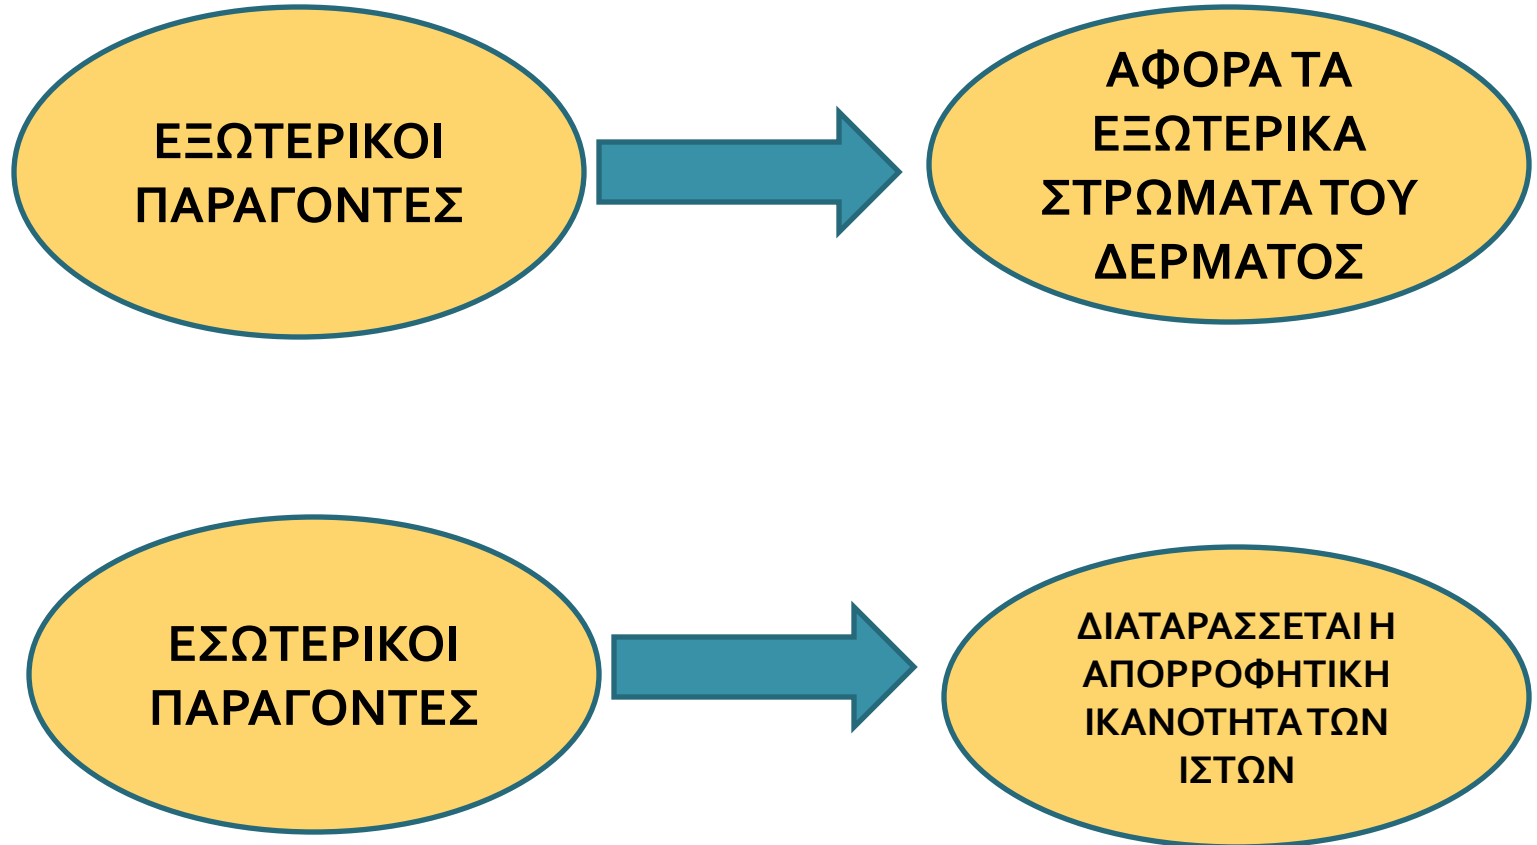 ΕΞΩΤΕΡΙΚΟΙ
ΠΑΡΑΓΟΝΤΕΣ
ΑΦΟΡΑ ΤΑ
ΕΞΩΤΕΡΙΚΑ
ΣΤΡΩΜΑΤΑ ΤΟΥ
ΔΕΡΜΑΤΟΣ
ΕΣΩΤΕΡΙΚΟΙ
ΠΑΡΑΓΟΝΤΕΣ
ΔΙΑΤΑΡΑΣΣΕΤΑΙ Η
ΑΠΟΡΡΟΦΗΤΙΚΗ
ΙΚΑΝΟΤΗΤΑ ΤΩΝ
ΙΣΤΩΝ